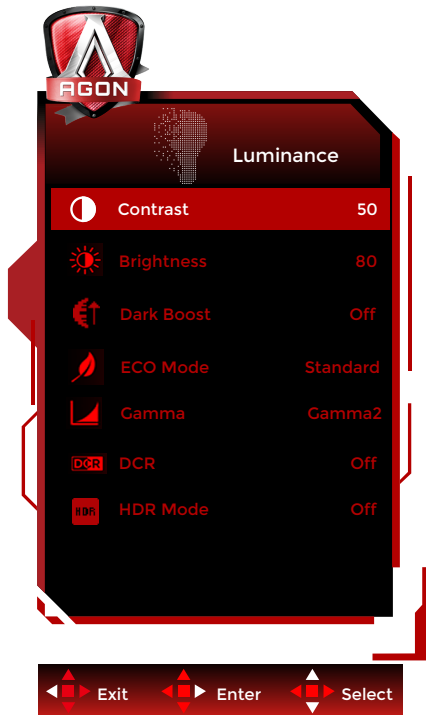 AGON
Luminance
Contrast 50
Brightness 80
Dark Boost Off
ECO Mode Standard
Gamma Gamma2
DCR DCR Off
HDR HDR Mode Off
Exit Enter Select